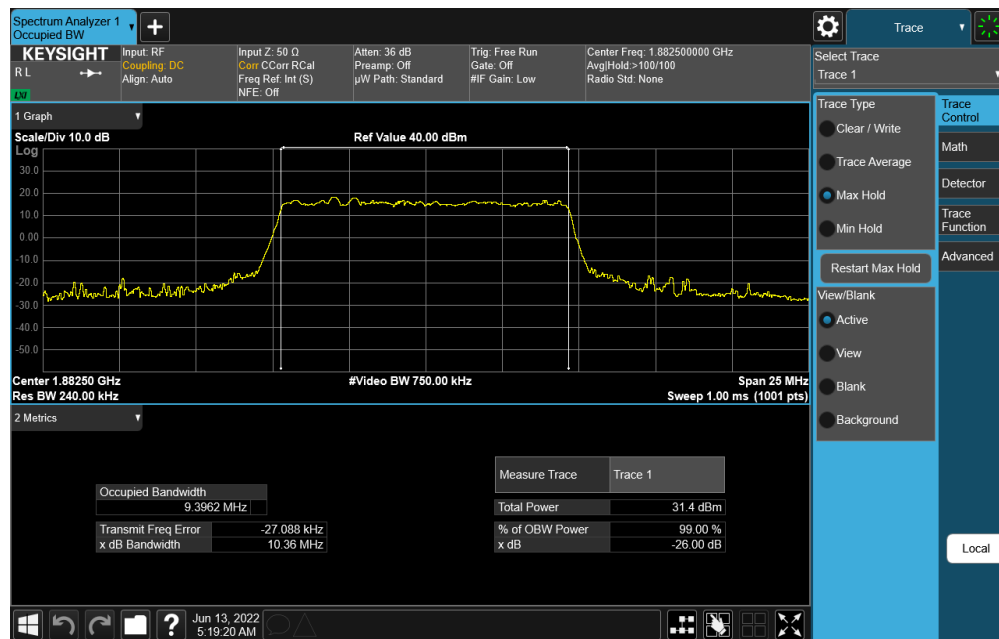 Spectrum Analyzer 1
Occupied BW
Trace
KEYSIGHT
R L
LXI
Input: RF
Coupling: DC
Align: Auto
Input Z: 50 Ω
Corr CCorr RCal
Freq Ref: Int (S)
NFE: Off
Atten: 36 dB
Preamp: Off
µW Path: Standard
Trig: Free Run
Gate: Off
#IF Gain: Low
Center Freq: 1.882500000 GHz
Avg|Hold:>100/100
Radio Std: None
Select Trace
Trace 1
1 Graph
Scale/Div 10.0 dB
Ref Value 40.00 dBm
Log
30.0
20.0
10.0
0.00
-10.0
-20.0
-30.0
-40.0
-50.0
Center 1.88250 GHz
#Video BW 750.00 kHz
Span 25 MHz
Res BW 240.00 kHz
Sweep 1.00 ms (1001 pts)
2 Metrics
Occupied Bandwidth
9.3962 MHz
Transmit Freq Error -27.088 kHz
x dB Bandwidth 10.36 MHz
Measure Trace Trace 1
Total Power 31.4 dBm
% of OBW Power 99.00 %
x dB -26.00 dB
Trace Type
Clear / Write
Trace Average
Max Hold
Min Hold
Restart Max Hold
View/Blank
Active
View
Blank
Background
Trace
Control
Math
Detector
Trace
Function
Advanced
Local
?
Jun 13, 2022
5:19:20 AM